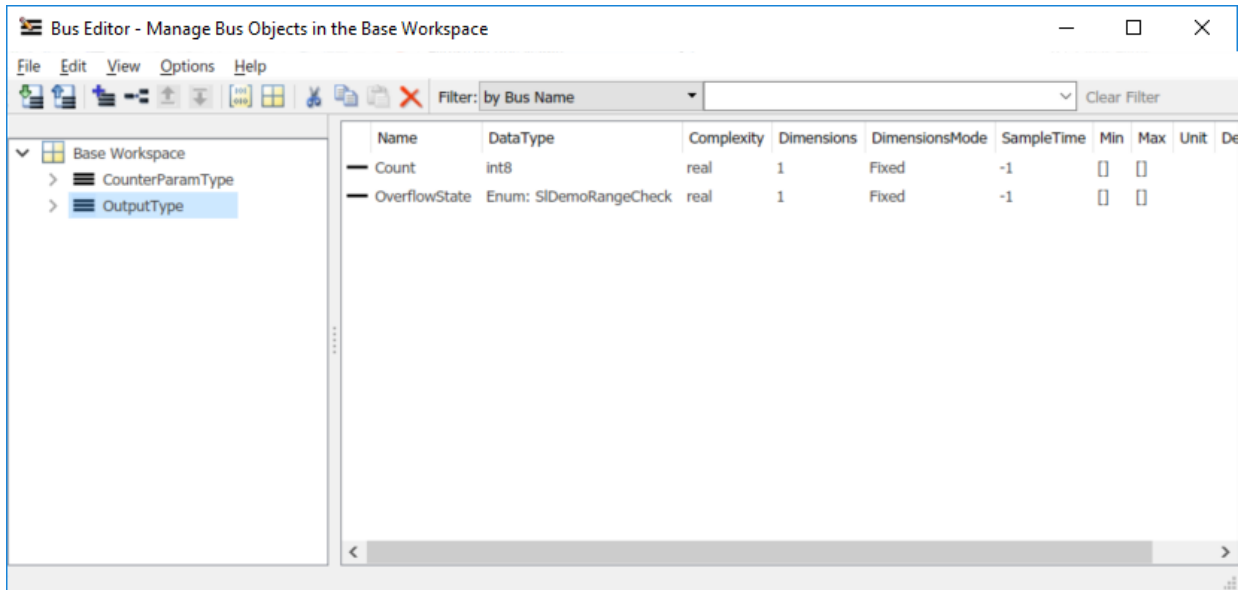 Bus Editor - Manage Bus Objects in the Base Workspace
File Edit View Options Help
Filter: by Bus Name Clear Filter
Name DataType Complexity Dimensions DimensionsMode SampleTime Min Max Unit De
Base Workspace
CounterParamType
OutputType
Count int8 real 1 Fixed -1 [] []
OverflowState Enum: SlDemoRangeCheck real 1 Fixed -1 [] []